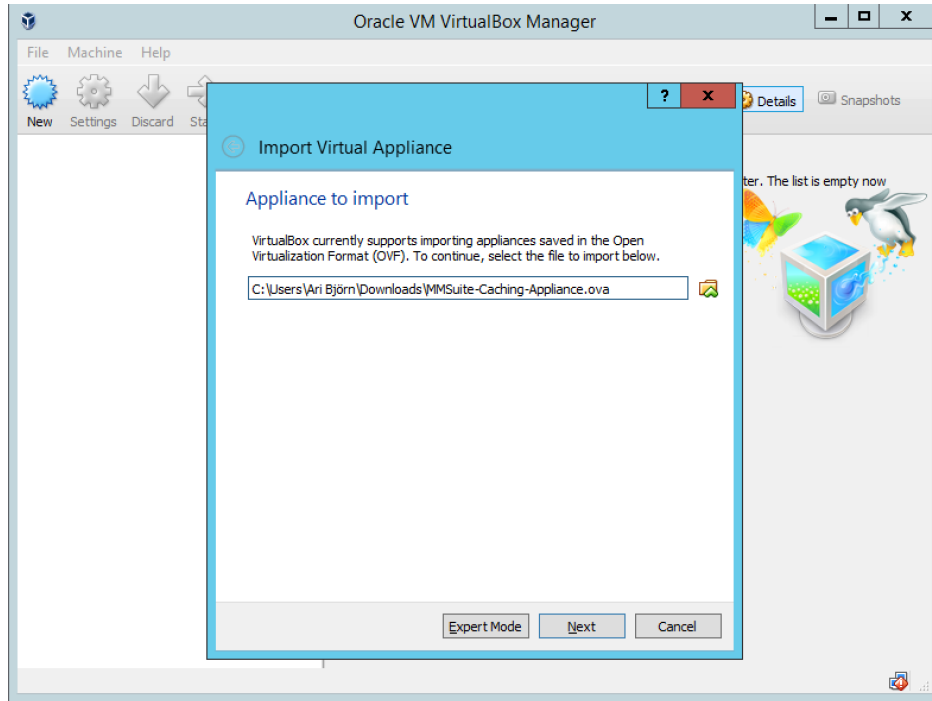 Oracle VM VirtualBox Manager
File Machine Help
New Settings Discard
Details Snapshots
? x
Import Virtual Appliance
ter. The list is empty now
Appliance to import
VirtualBox currently supports importing appliances saved in the Open
Virtualization Format (OVF). To continue, select the file to import below.
C:\Users\Ari Björn\Downloads\MMSuite-Caching-Appliance.ova
Expert Mode Next Cancel